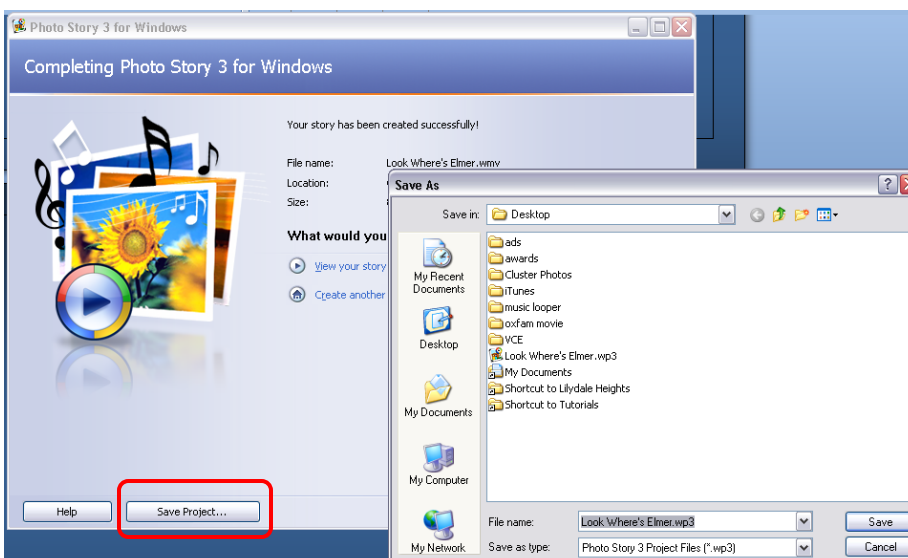 Photo Story 3 for Windows
Completing Photo Story 3 for Windows
Your story has been created successfully!
File name: Look Where's Elmer.wmv
Location:
Size:
What would you
View your story
Create another
Help
Save Project...
Save As
Save in: Desktop
My Recent Documents
Desktop
My Documents
My Computer
My Network
ads
awards
Cluster Photos
iTunes
music looper
oxfam movie
VCE
Look Where's Elmer.wp3
My Documents
Shortcut to Lilydale Heights
Shortcut to Tutorials
File name: Look Where's Elmer.wp3 Save
Save as type: Photo Story 3 Project Files (*.wp3) Cancel